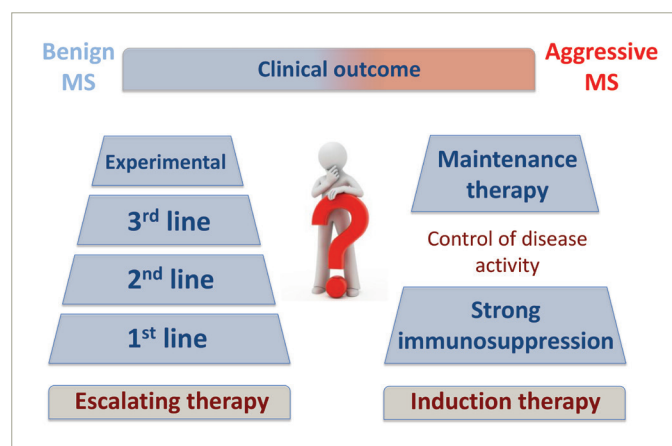 Benign
MS
Clinical outcome
Aggressive
MS
Experimental
3rd line
2nd line
1st line
Escalating therapy
Maintenance
therapy
Control of disease
activity
Strong
immunosuppression
Induction therapy
?